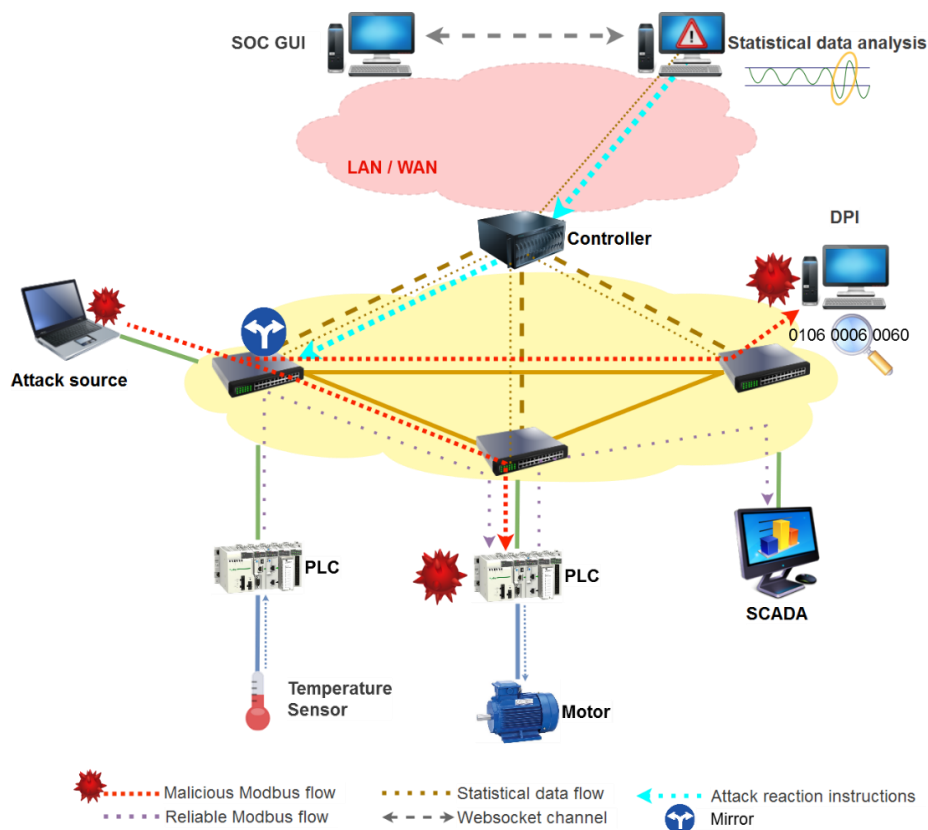 SOC GUI
Statistical data analysis
LAN / WAN
Controller
DPI
0106 0006 0060
Attack source
PLC
PLC
SCADA
Temperature
Sensor
Motor
Malicious Modbus flow
Statistical data flow
Attack reaction instructions
Reliable Modbus flow
Websocket channel
Mirror